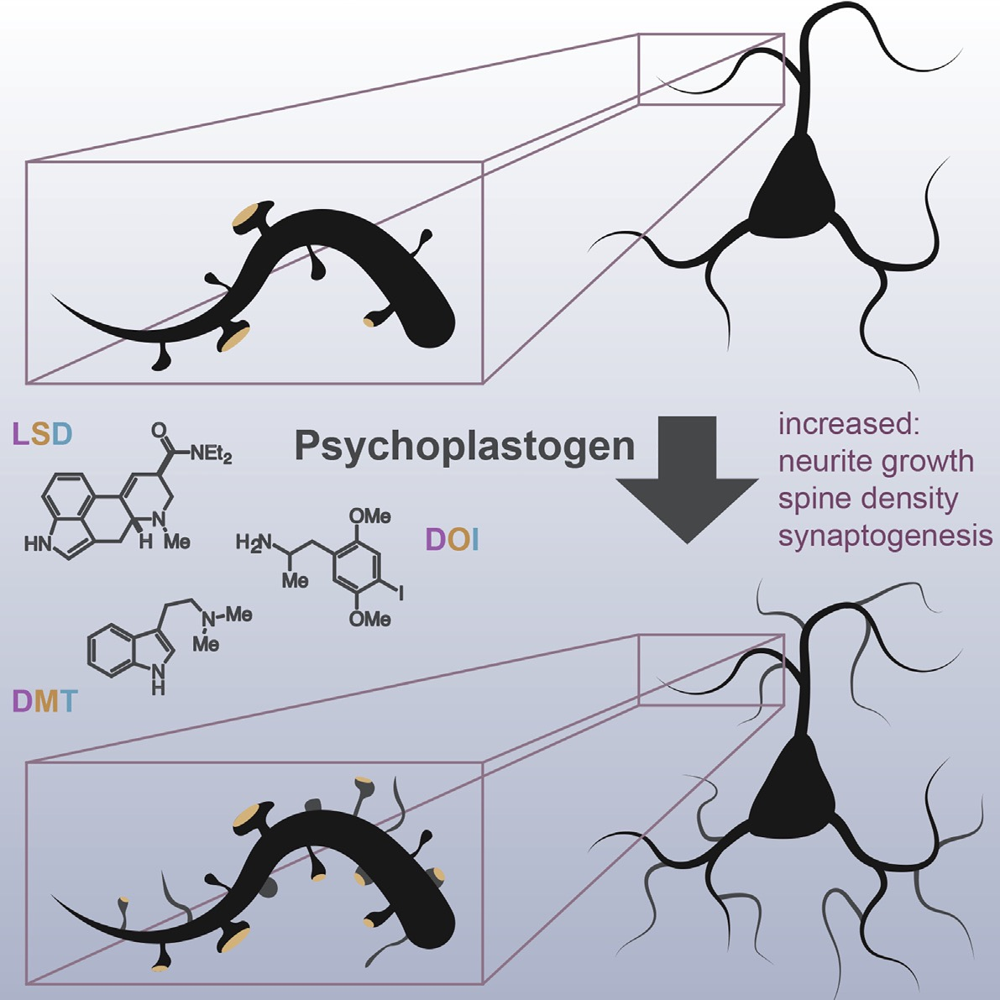 LSD
O
NEt2
HN
H
N
Me
Psychoplastogen
increased:
neurite growth
spine density
synaptogenesis
H2N
Me
OMe
I
OMe
DOI
N
Me
Me
N
H
DMT